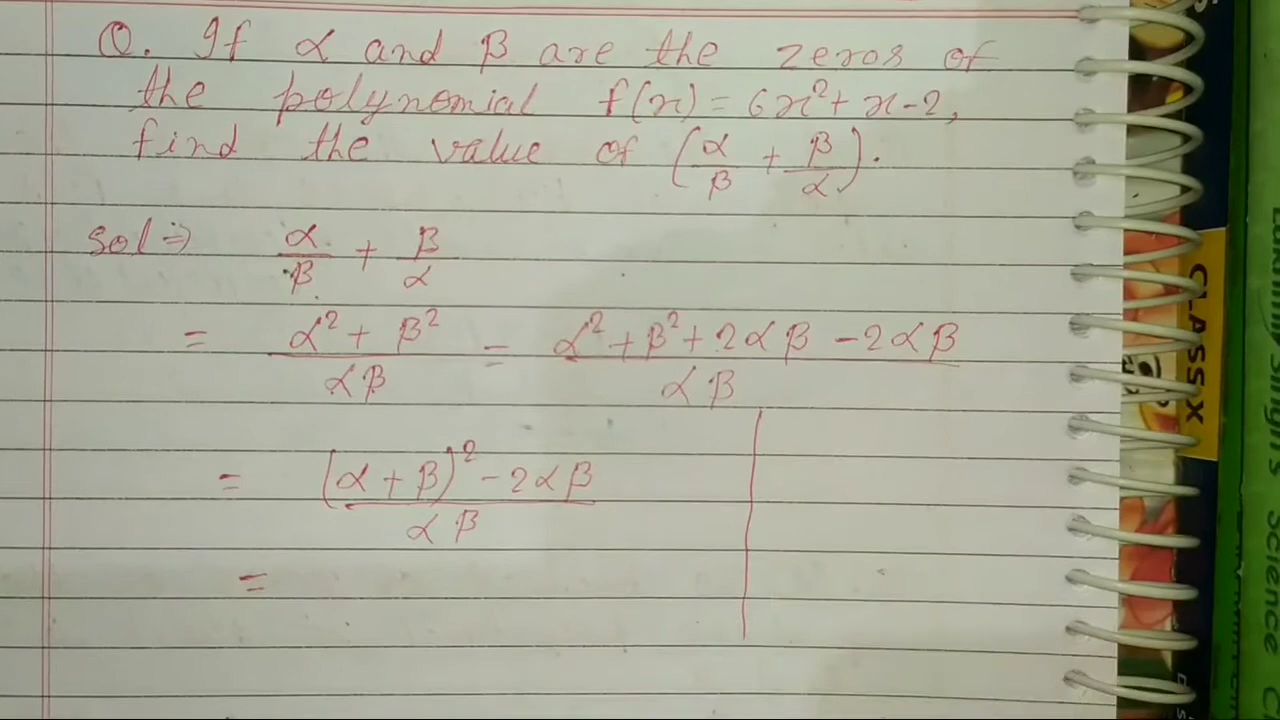 Q. If α and β are the zeros of
the polynomial f(x) = 6x² + x - 2,
find the value of (α/β + β/α).
Sol ⇒ α/β + β/α
= α² + β² / αβ = α² + β² + 2αβ - 2αβ / αβ
= (α + β)² - 2αβ / αβ
=
CLASS X
Science